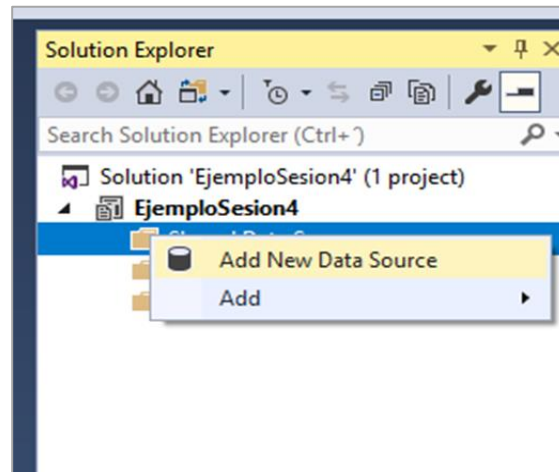 Solution Explorer
Search Solution Explorer (Ctrl+´)
Solution 'EjemploSesion4' (1 project)
EjemploSesion4
Add New Data Source
Add